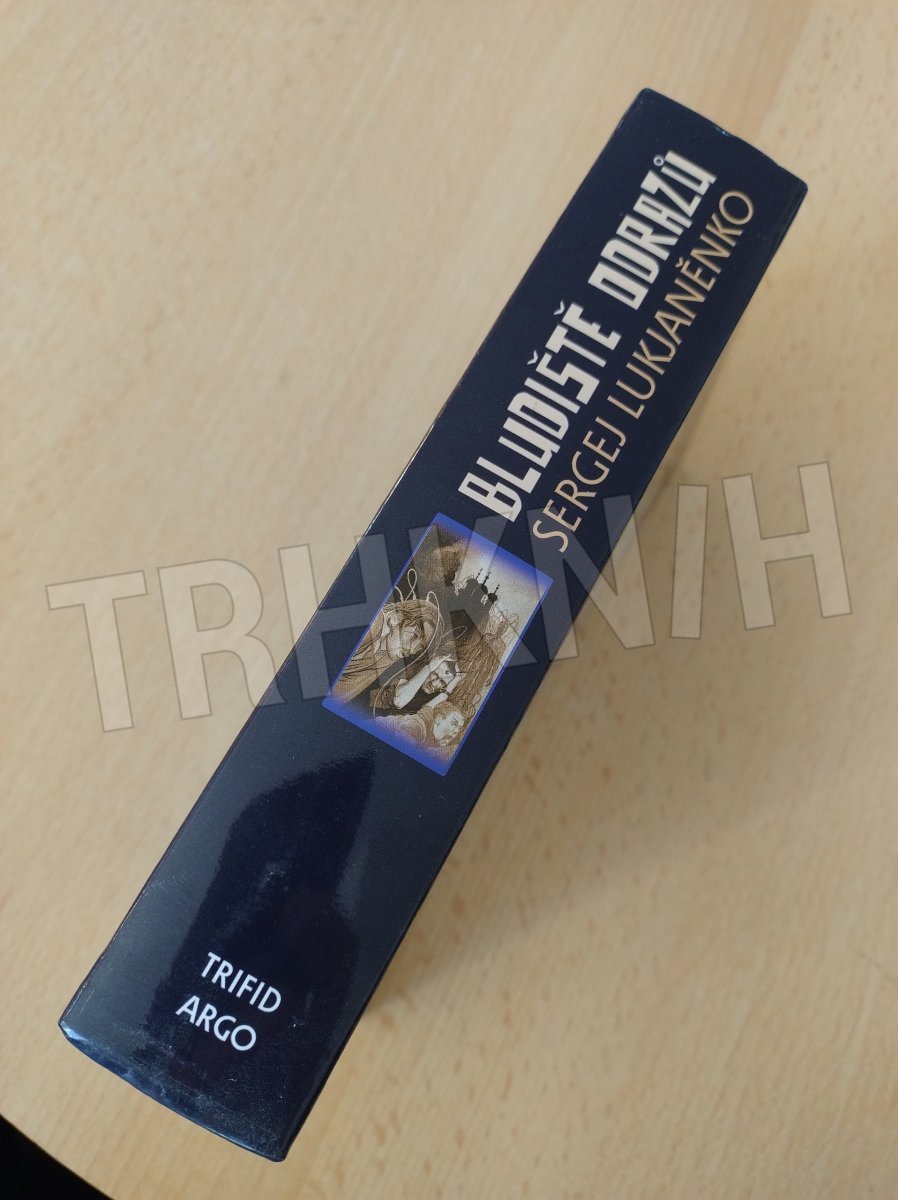 BLUDIŠTĚ ODRAZŮ
SERGEJ LUKJANĚNKO
TRHKNIH
TRIFID
ARGO